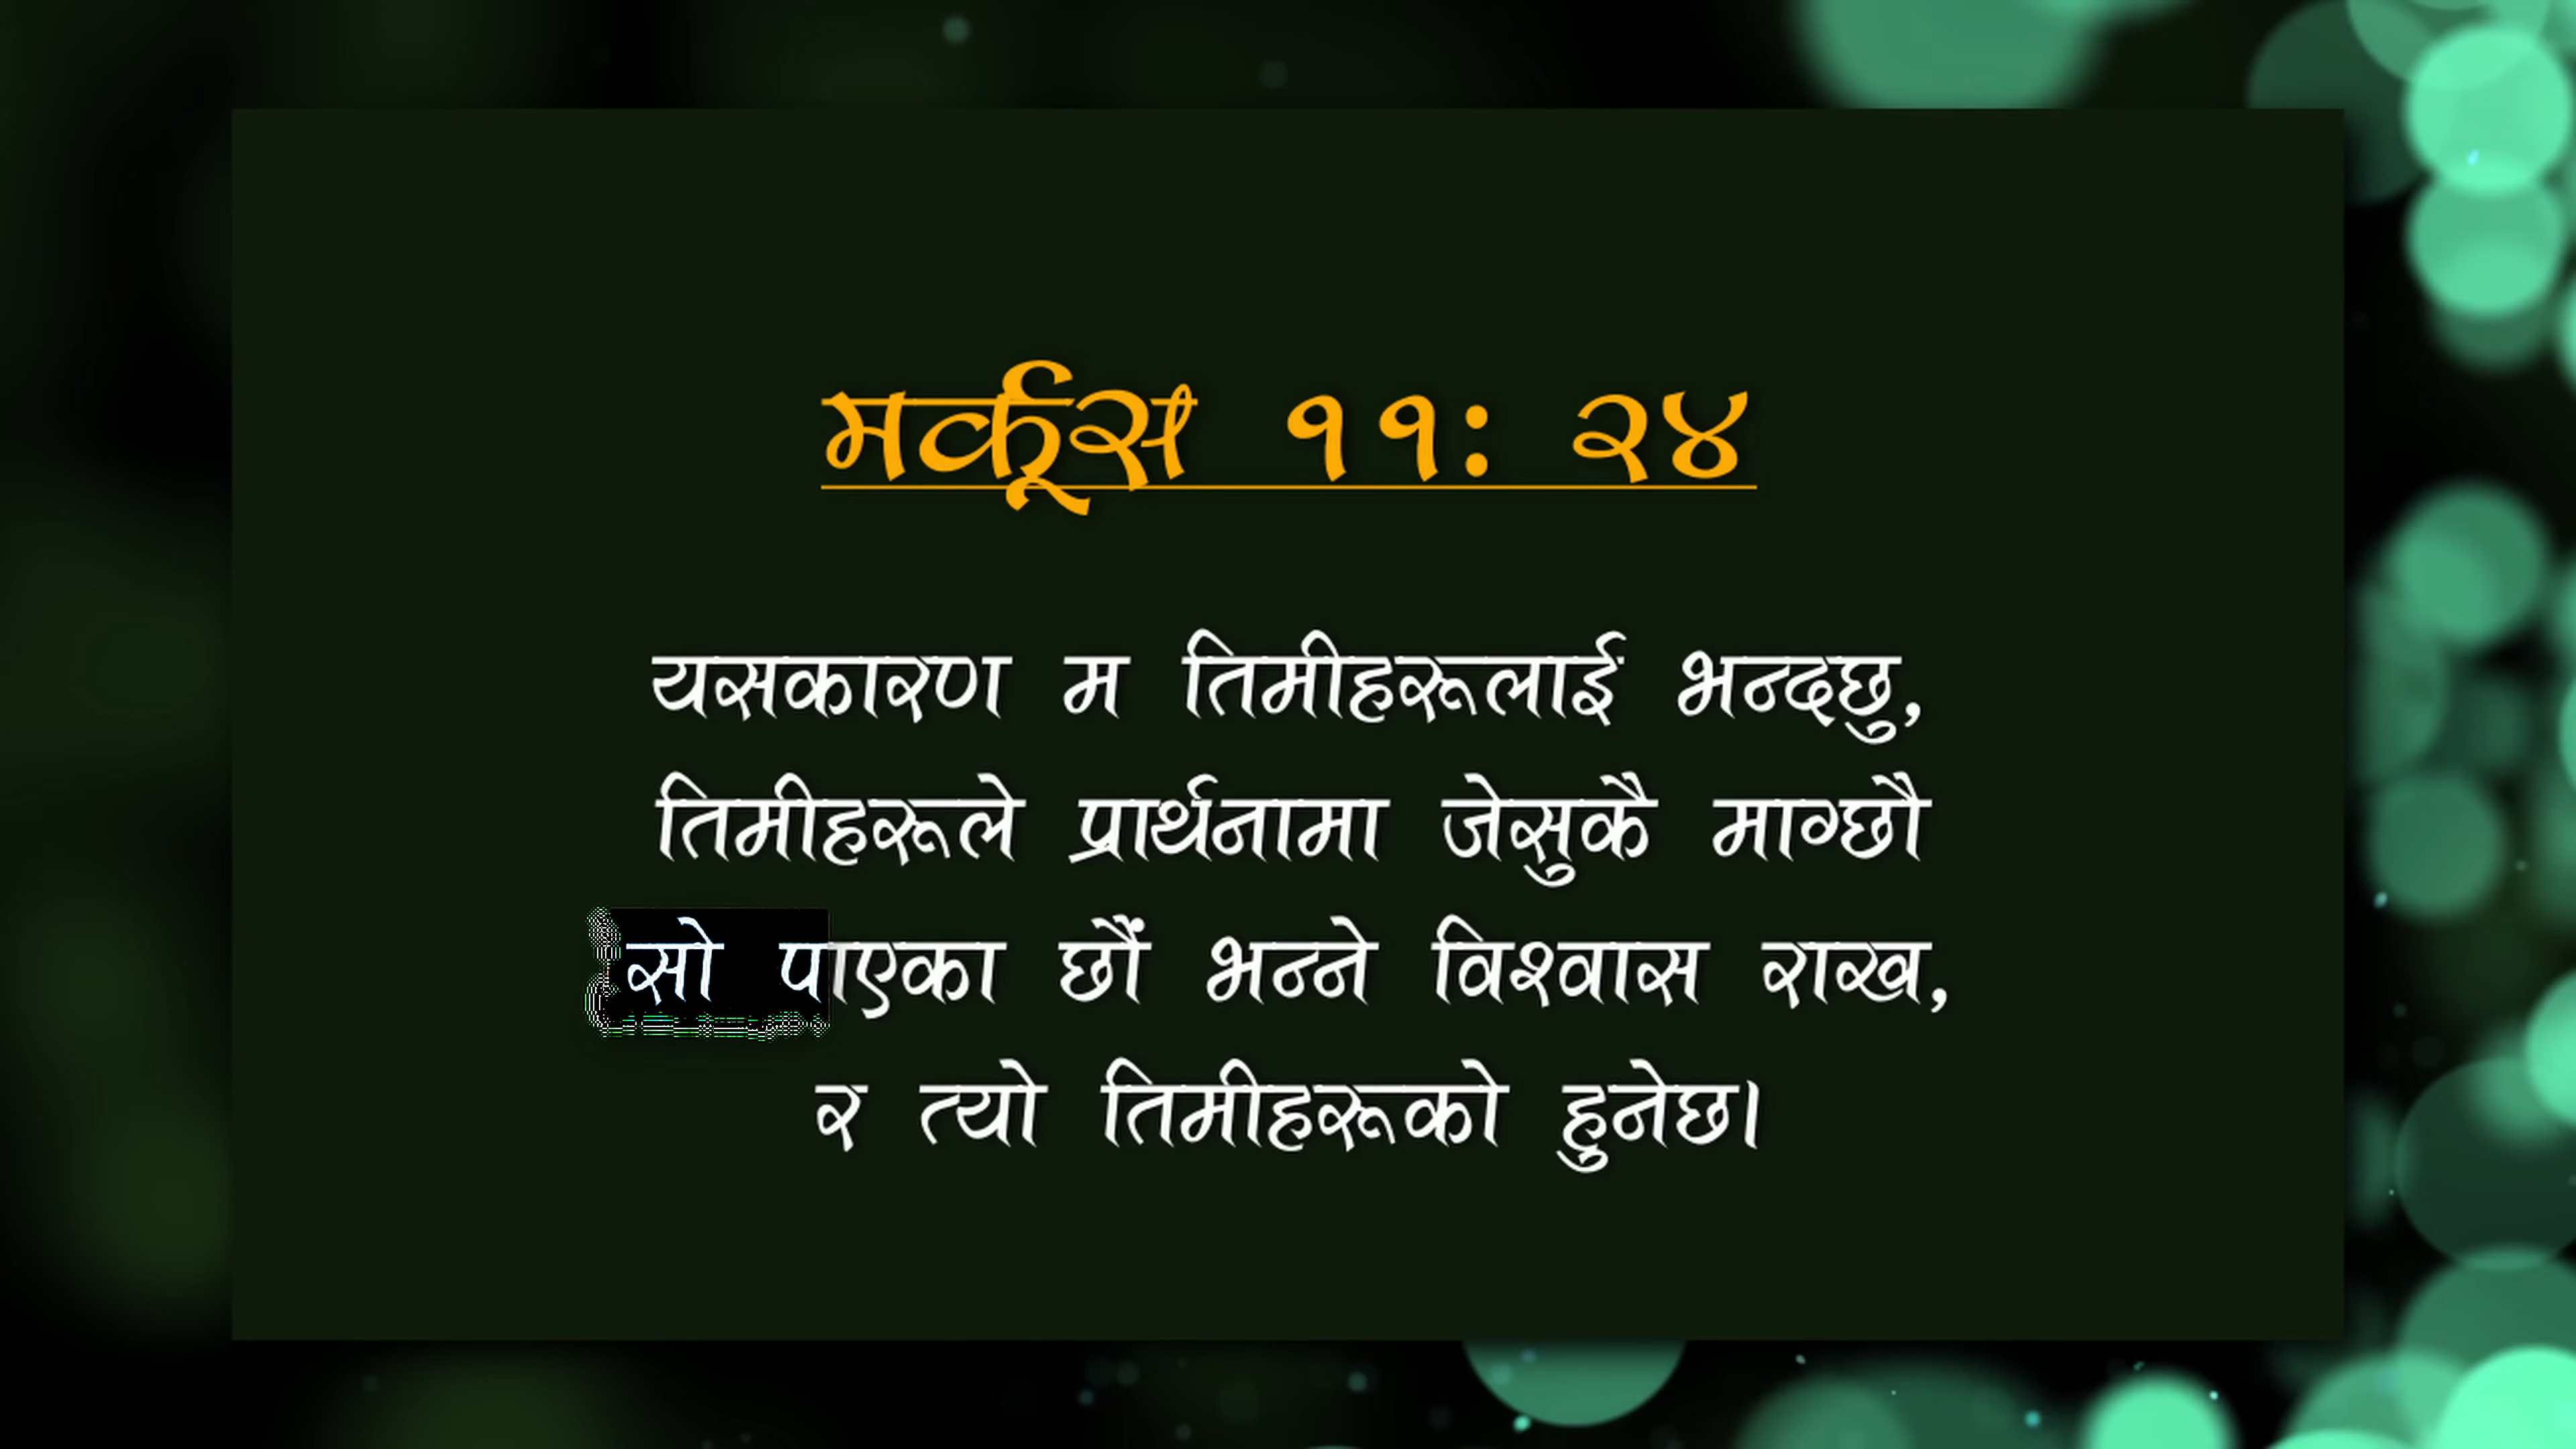 मर्कूस ११: २४
यसकारण म तिमीहरूलाई भन्दछु,
तिमीहरूले प्रार्थनामा जेसुकै माग्छौ
सो पाएका छौं भन्ने विश्वास राख,
र त्यो तिमीहरूको हुनेछ।